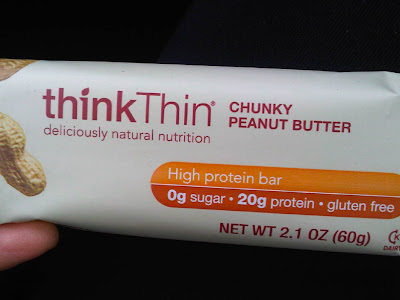 thinkThin®
deliciously natural nutrition
CHUNKY
PEANUT BUTTER
High protein bar
0g sugar • 20g protein • gluten free
NET WT 2.1 OZ (60g)
K
DAIRY